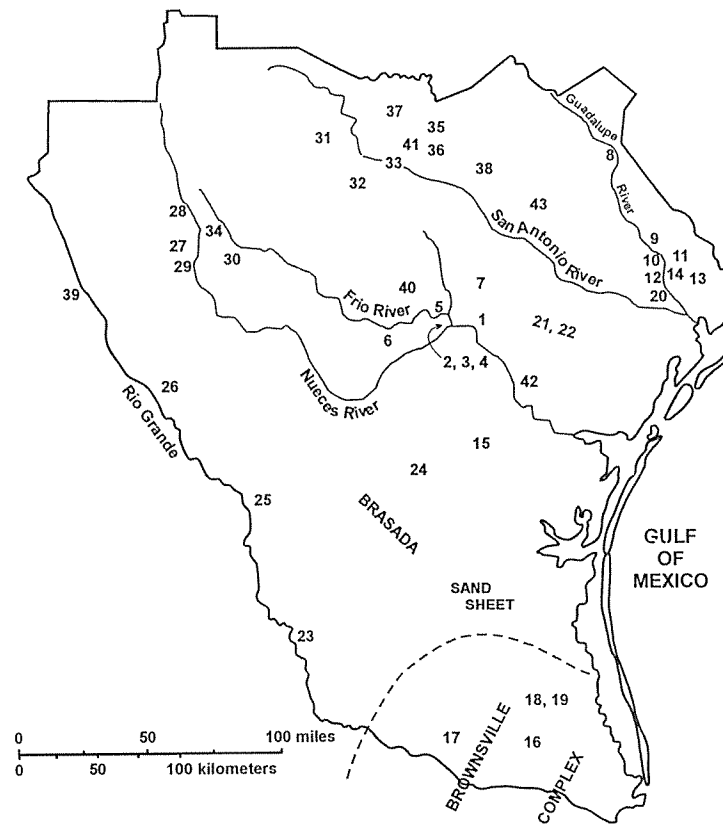 Guadalupe
River
37
35
31
41
36
8
33
38
32
43
28
34
San Antonio River
9
11
27
30
10
14
13
29
12
39
40
7
20
Frio River
5
1
21, 22
6
2, 3, 4
Nueces River
42
26
Rio Grande
15
24
25
BRASADA
GULF
OF
MEXICO
SAND
SHEET
23
18, 19
17
16
BROWNSVILLE
COMPLEX
0 50 100 miles
0 50 100 kilometers